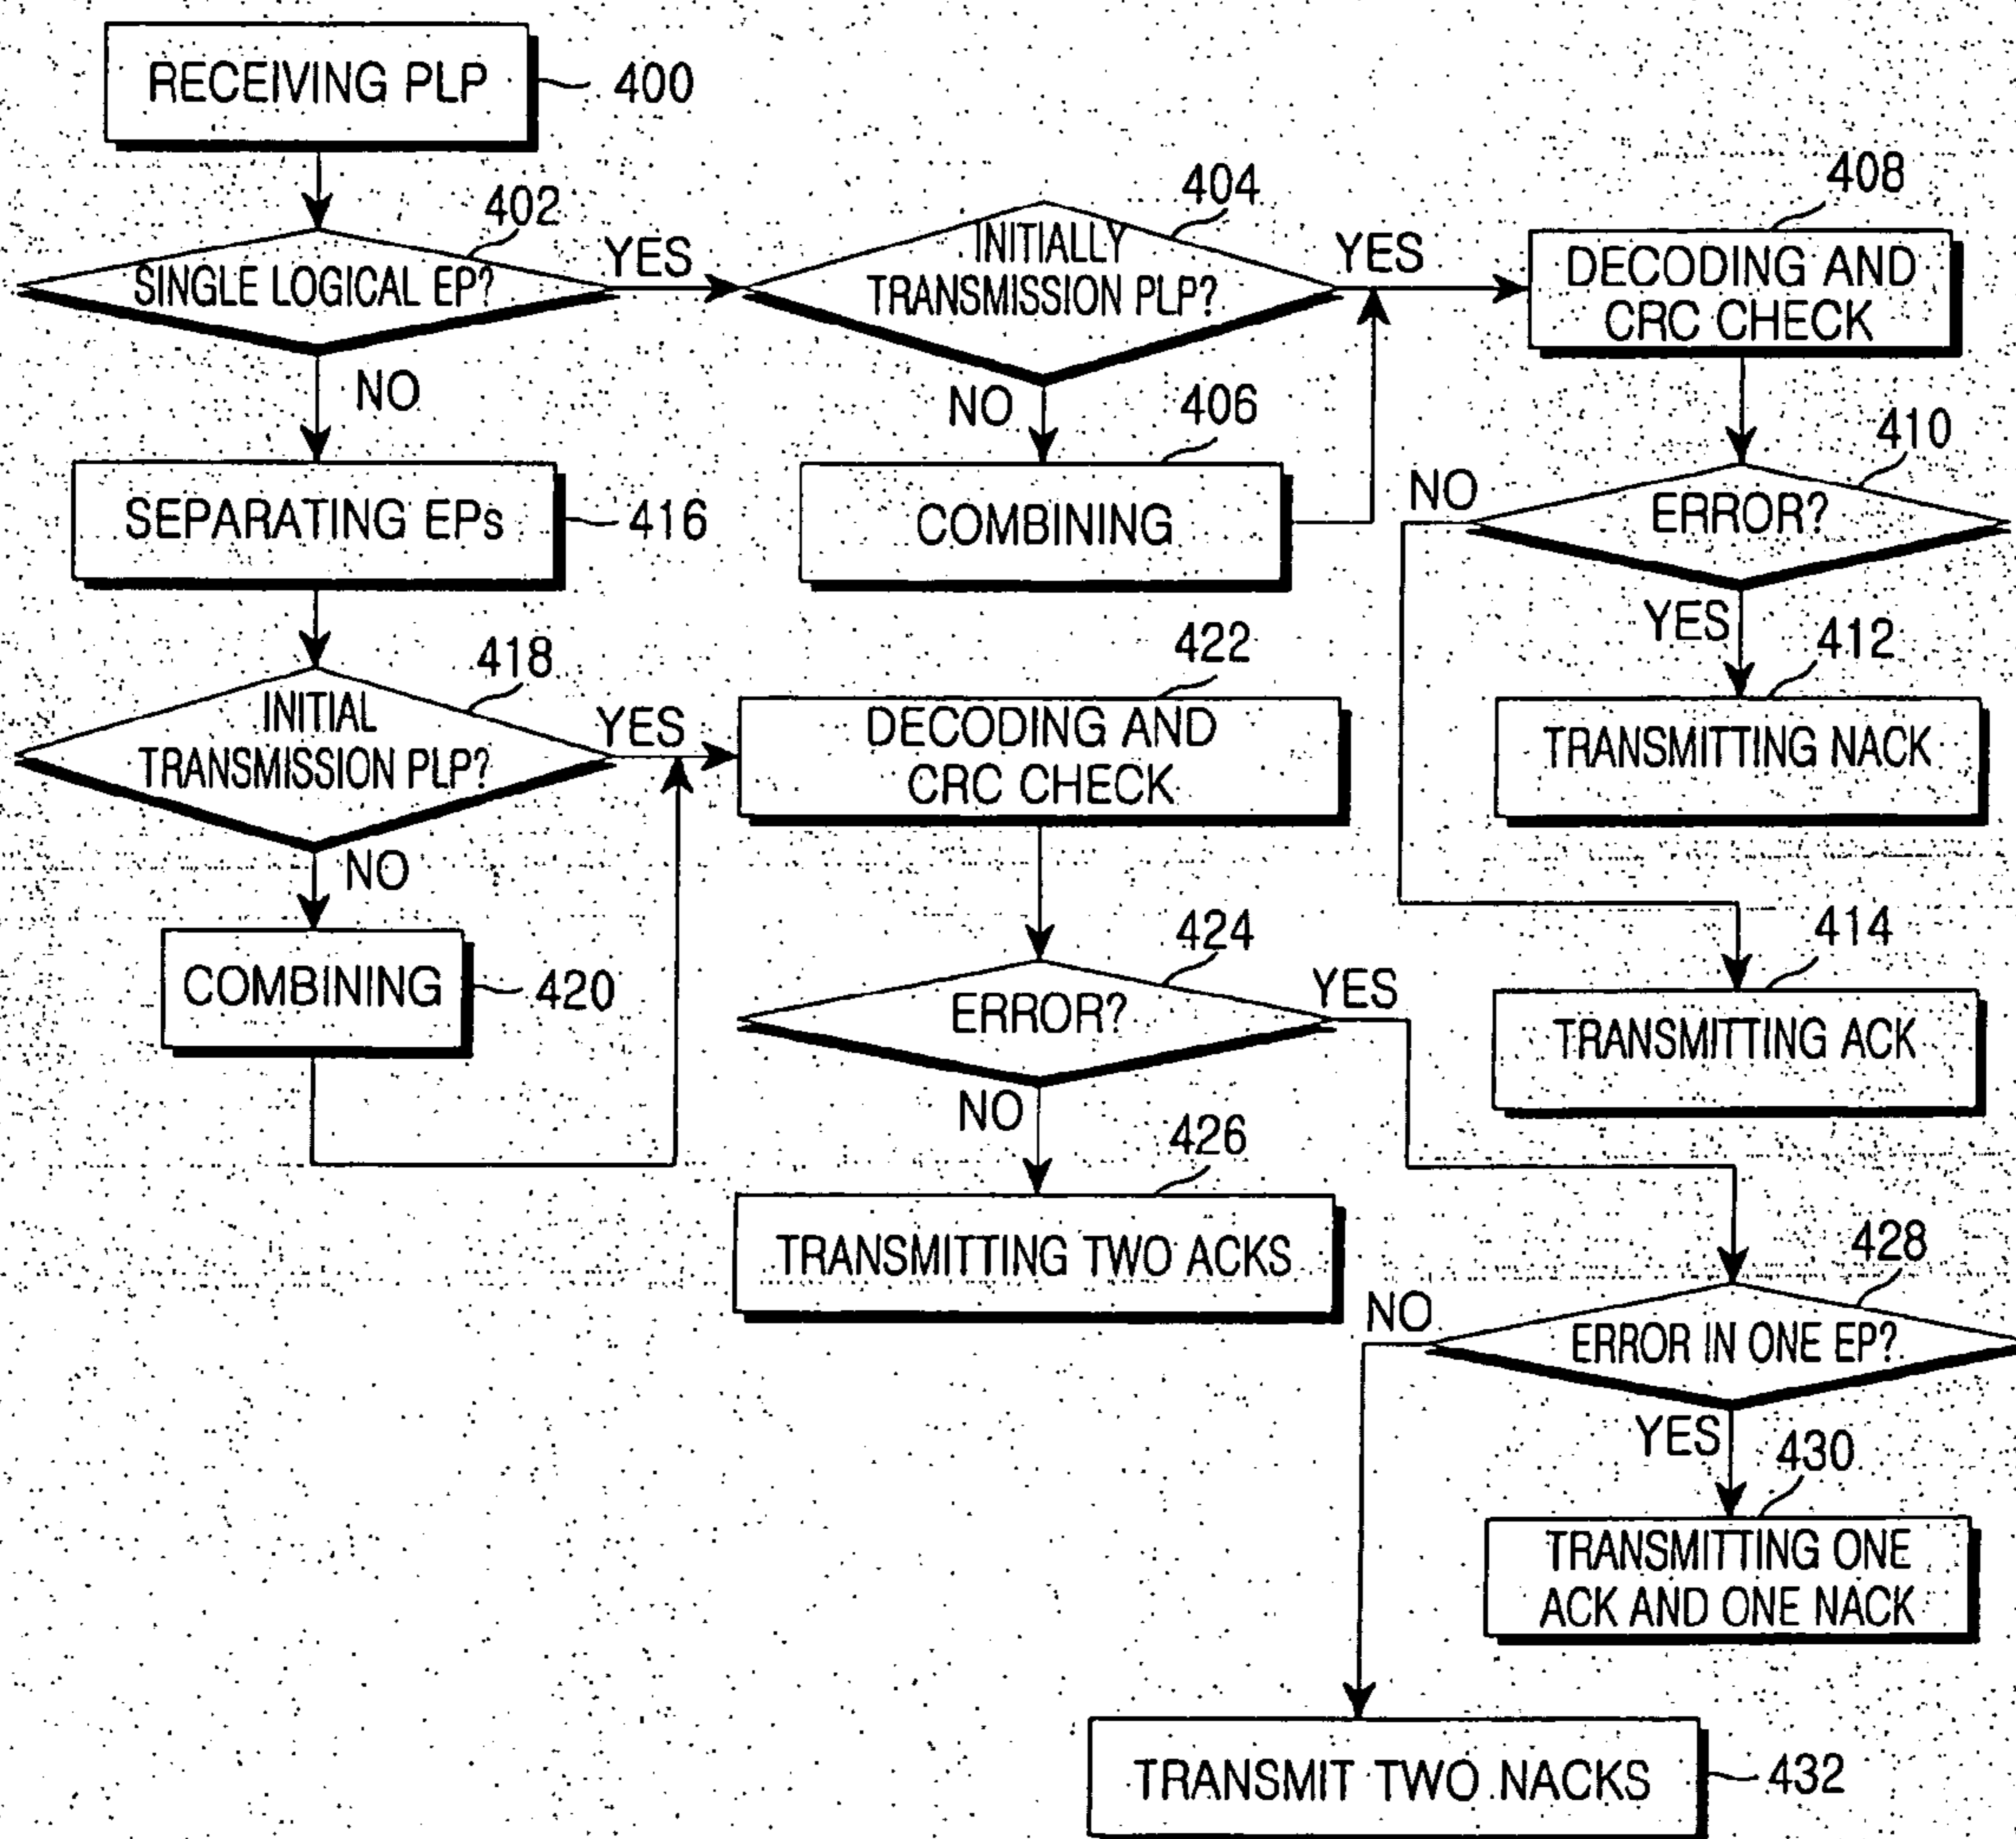 RECEIVING PLP
400
402
SINGLE LOGICAL EP?
YES
NO
404
INITIALLY
TRANSMISSION PLP?
YES
NO
406
COMBINING
408
DECODING AND
CRC CHECK
410
ERROR?
NO
YES
412
TRANSMITTING NACK
414
TRANSMITTING ACK
SEPARATING EPs
416
418
INITIAL
TRANSMISSION PLP?
YES
NO
COMBINING
420
422
DECODING AND
CRC CHECK
424
ERROR?
YES
NO
426
TRANSMITTING TWO ACKS
428
ERROR IN ONE EP?
NO
YES
430
TRANSMITTING ONE
ACK AND ONE NACK
TRANSMIT TWO NACKS
432